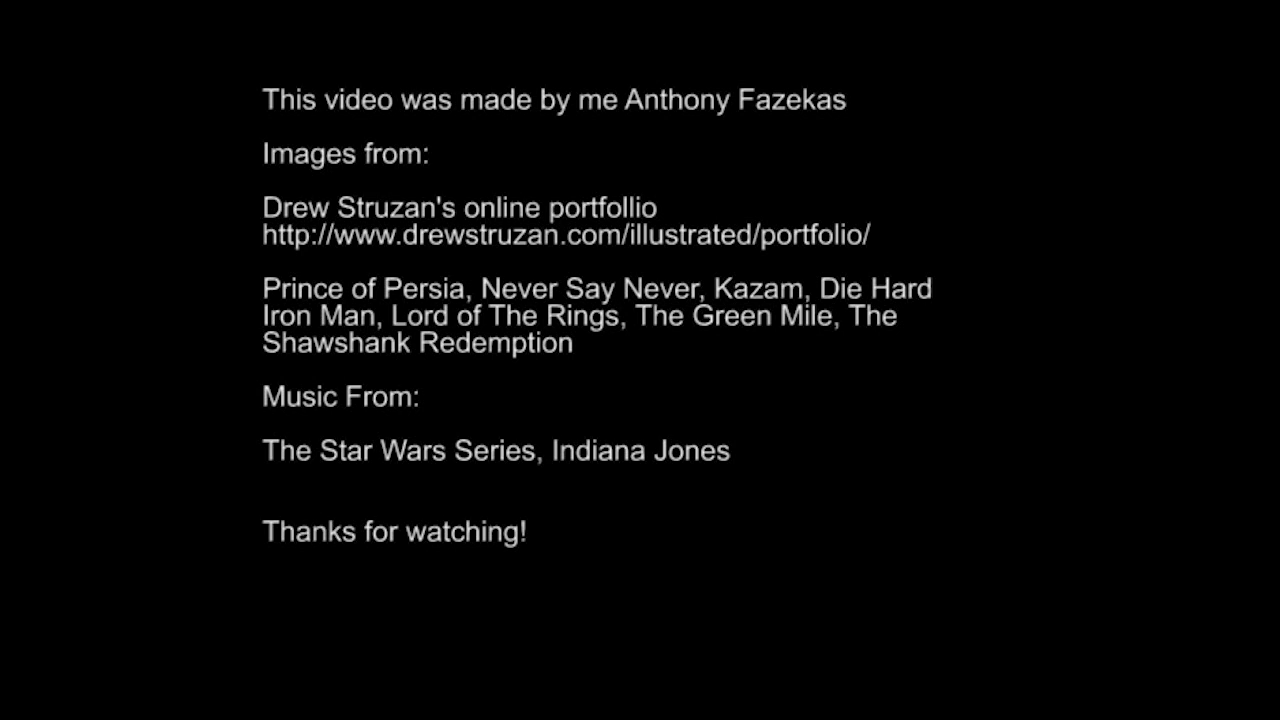 This video was made by me Anthony Fazekas
Images from:
Drew Struzan's online portfollio
http://www.drewstruzan.com/illustrated/portfolio/
Prince of Persia, Never Say Never, Kazam, Die Hard
Iron Man, Lord of The Rings, The Green Mile, The
Shawshank Redemption
Music From:
The Star Wars Series, Indiana Jones
Thanks for watching!